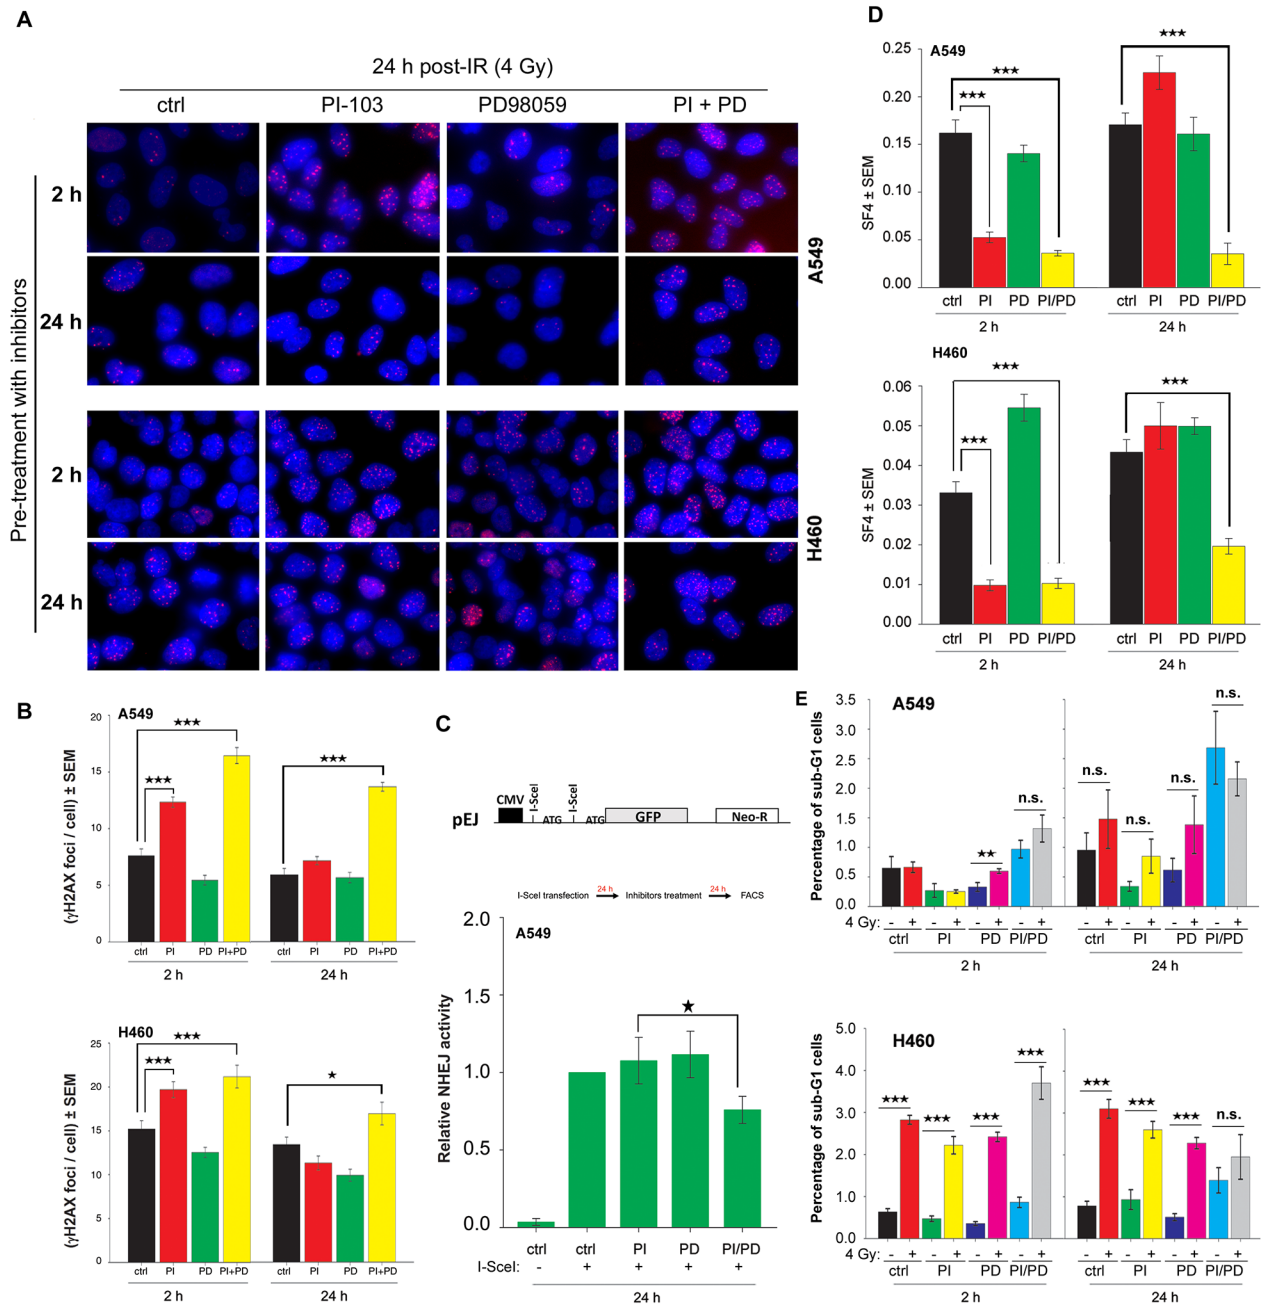 A
24 h post-IR (4 Gy)
ctrl PI-103 PD98059 PI + PD
Pre-treatment with inhibitors
2 h
24 h
A549
2 h
24 h
H460
B
A549
(γH2AX foci / cell) ± SEM
20
15
10
5
0
★★★
★★★
★★★
ctrl PI PD PI+PD ctrl PI PD PI+PD
2 h 24 h
H460
(γH2AX foci / cell) ± SEM
25
20
15
10
5
0
★★★
★★★
★
ctrl PI PD PI+PD ctrl PI PD PI+PD
2 h 24 h
C
pEJ CMV I-SceI ATG I-SceI ATG GFP Neo-R
I-SceI transfection 24 h Inhibitors treatment 24 h FACS
A549
Relative NHEJ activity
2.0
1.5
1.0
0.5
0.0
★
ctrl ctrl PI PD PI/PD
I-SceI: - + + + +
24 h
D
A549
SF4 ± SEM
0.25
0.20
0.15
0.10
0.05
0.00
★★★
★★★
★★★
ctrl PI PD PI/PD ctrl PI PD PI/PD
2 h 24 h
H460
SF4 ± SEM
0.06
0.05
0.04
0.03
0.02
0.01
0.00
★★★
★★★
★★★
ctrl PI PD PI/PD ctrl PI PD PI/PD
2 h 24 h
E
A549
Percentage of sub-G1 cells
3.5
3.0
2.5
2.0
1.5
1.0
0.5
0.0
★★ n.s. n.s. n.s. n.s. n.s.
4 Gy: - + - + - + - + - + - + - + - +
ctrl PI PD PI/PD ctrl PI PD PI/PD
2 h 24 h
H460
Percentage of sub-G1 cells
5.0
4.0
3.0
2.0
1.0
0.0
★★★ ★★★ ★★★ ★★★ ★★★ ★★★ ★★★ n.s.
4 Gy: - + - + - + - + - + - + - + - +
ctrl PI PD PI/PD ctrl PI PD PI/PD
2 h 24 h